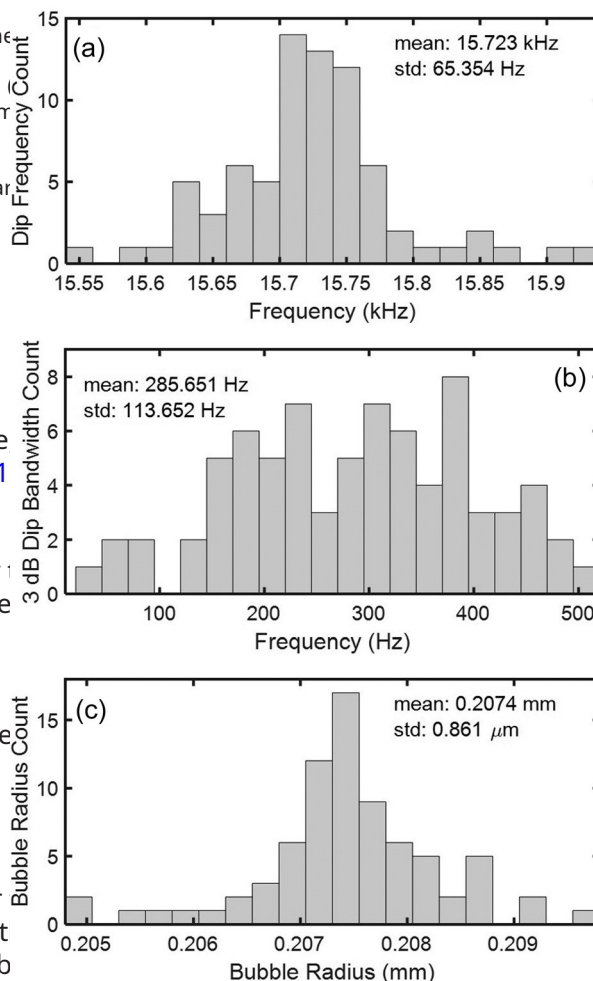 (a)
mean: 15.723 kHz
std: 65.354 Hz
Dip Frequency Count
15
10
5
0
15.55 15.6 15.65 15.7 15.75 15.8 15.85 15.9
Frequency (kHz)
(b)
mean: 285.651 Hz
std: 113.652 Hz
3 dB Dip Bandwidth Count
8
6
4
2
0
100 200 300 400 500
Frequency (Hz)
(c)
mean: 0.2074 mm
std: 0.861 μm
Bubble Radius Count
15
10
5
0
0.205 0.206 0.207 0.208 0.209
Bubble Radius (mm)